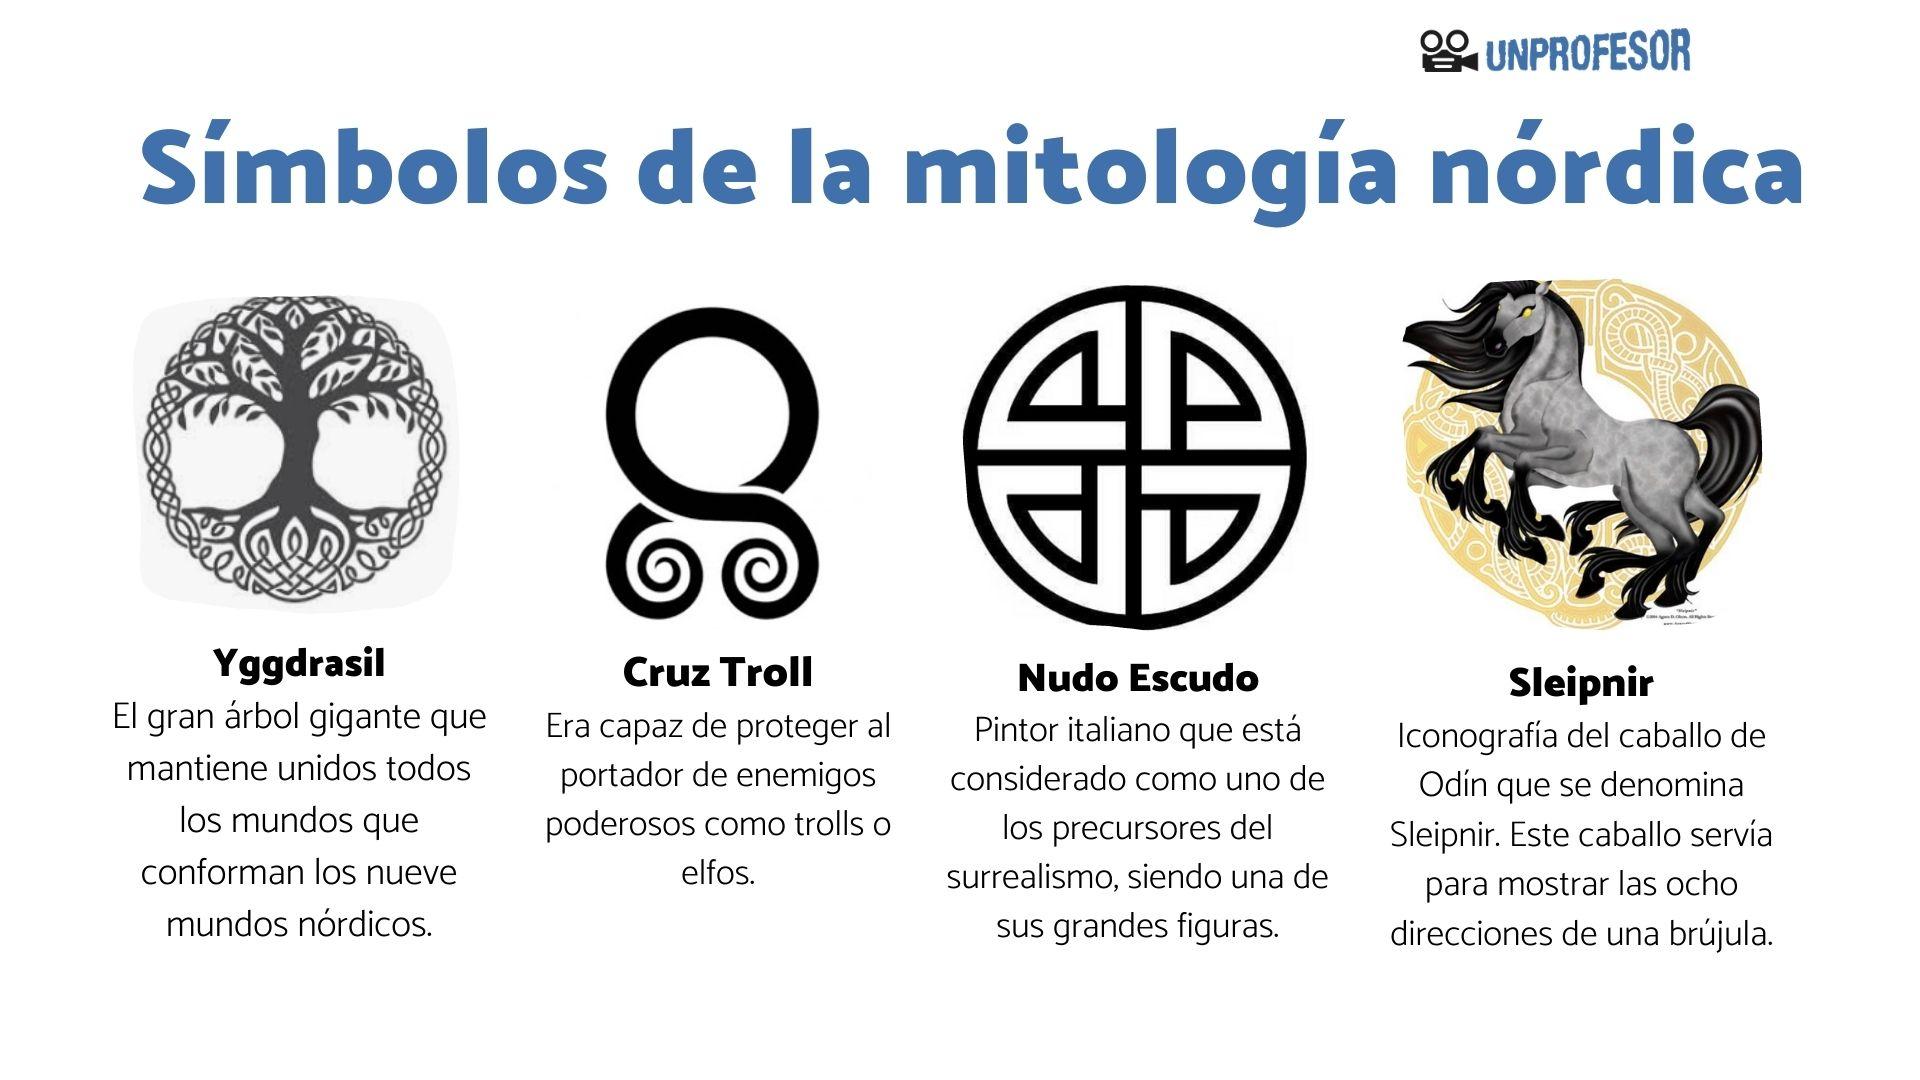 UNPROFESOR
Símbolos de la mitología nórdica
Yggdrasil
El gran árbol gigante que
mantiene unidos todos
los mundos que
conforman los nueve
mundos nórdicos.
Cruz Troll
Era capaz de proteger al
portador de enemigos
poderosos como trolls o
elfos.
Nudo Escudo
Pintor italiano que está
considerado como uno de
los precursores del
surrealismo, siendo una de
sus grandes figuras.
Sleipnir
Iconografía del caballo de
Odín que se denomina
Sleipnir. Este caballo servía
para mostrar las ocho
direcciones de una brújula.